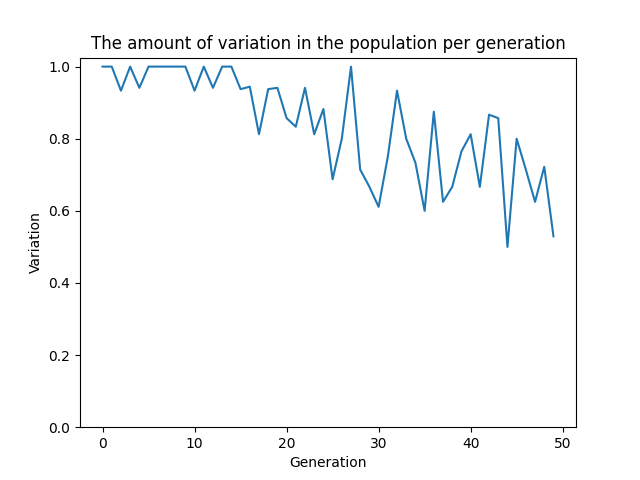 The amount of variation in the population per generation
1.0
0.8
0.6
0.4
0.2
0.0
Variation
0 10 20 30 40 50
Generation